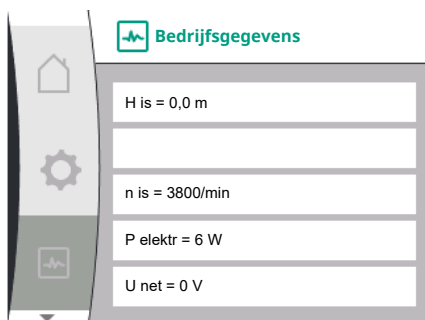 Bedrijfsgegevens
H is = 0,0 m
n is = 3800/min
P elektr = 6 W
U net = 0 V